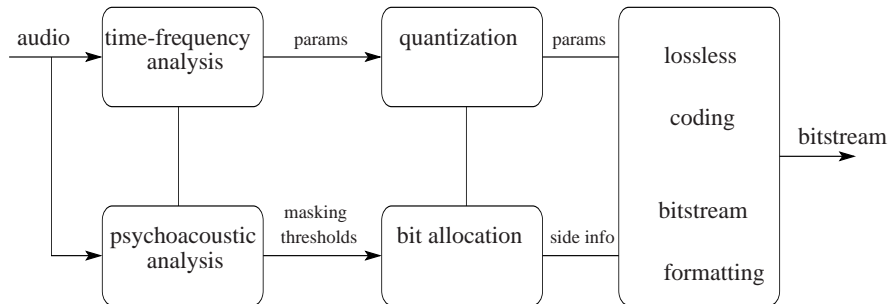 audio
time-frequency
analysis
params
quantization
params
lossless
coding
bitstream
formatting
bitstream
psychoacoustic
analysis
masking
thresholds
bit allocation
side info